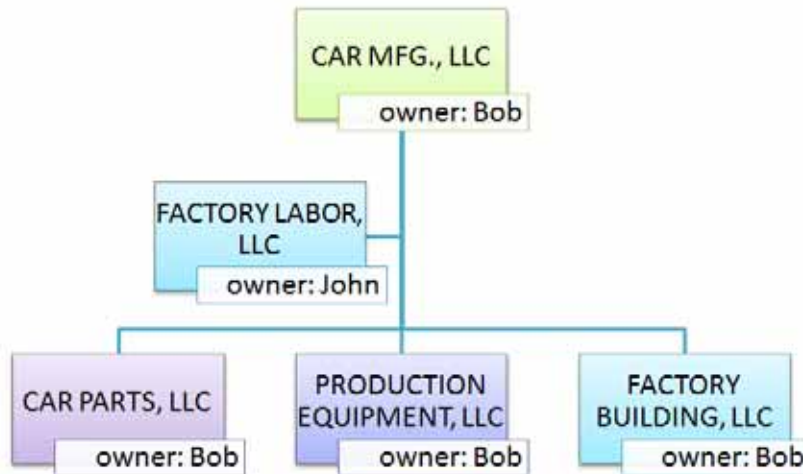 CAR MFG., LLC
owner: Bob
FACTORY LABOR,
LLC
owner: John
CAR PARTS, LLC
owner: Bob
PRODUCTION
EQUIPMENT, LLC
owner: Bob
FACTORY
BUILDING, LLC
owner: Bob